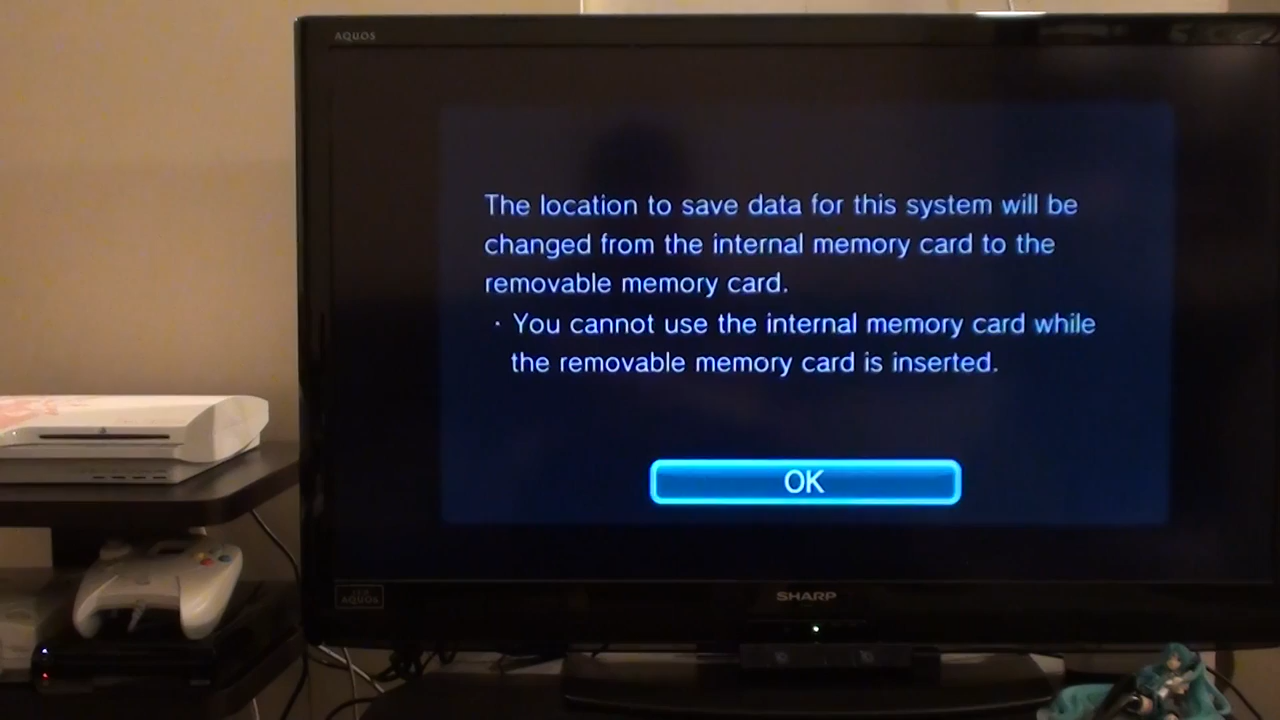 AQUOS
The location to save data for this system will be
changed from the internal memory card to the
removable memory card.
· You cannot use the internal memory card while
the removable memory card is inserted.
OK
AQUOS
SHARP